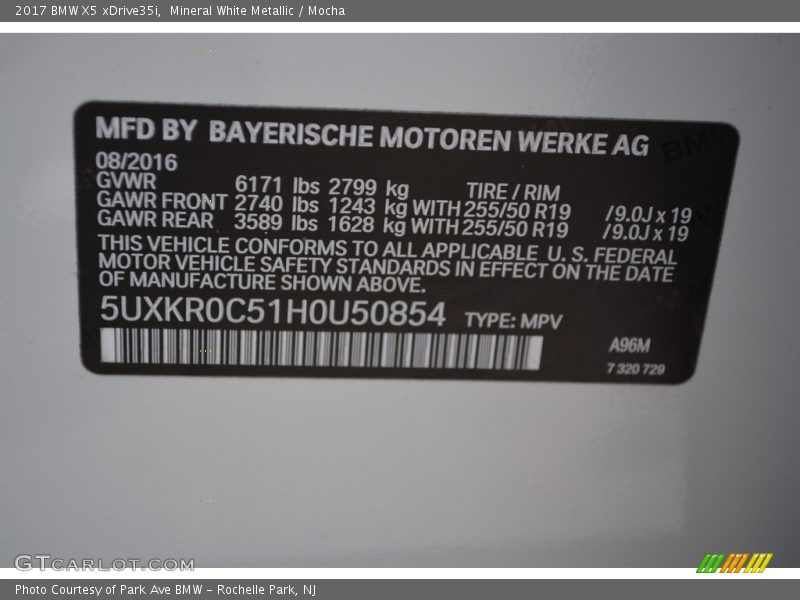 2017 BMW X5 xDrive35i, Mineral White Metallic / Mocha
MFD BY BAYERISCHE MOTOREN WERKE AG
08/2016
GVWR 6171 lbs 2799 kg TIRE / RIM
GAWR FRONT 2740 lbs 1243 kg WITH 255/50 R19 /9.0J x 19
GAWR REAR 3589 lbs 1628 kg WITH 255/50 R19 /9.0J x 19
THIS VEHICLE CONFORMS TO ALL APPLICABLE U. S. FEDERAL
MOTOR VEHICLE SAFETY STANDARDS IN EFFECT ON THE DATE
OF MANUFACTURE SHOWN ABOVE.
5UXKR0C51H0U50854 TYPE: MPV
A96M
7 320 729
GTCARLOT.COM
Photo Courtesy of Park Ave BMW - Rochelle Park, NJ